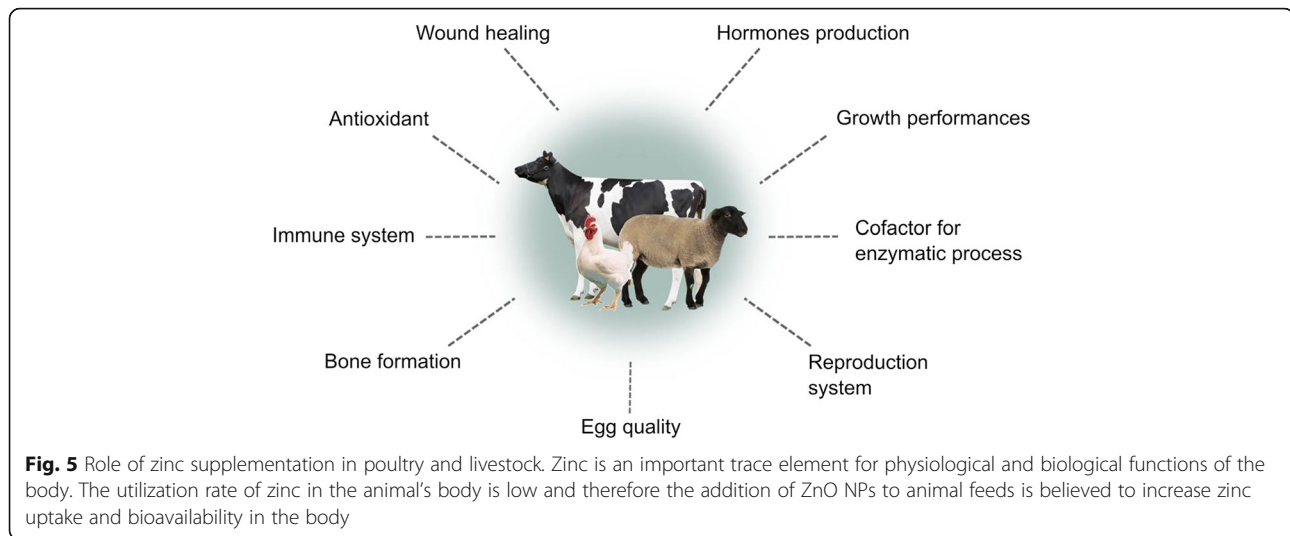 Wound healing
Hormones production
Antioxidant
Growth performances
Immune system
Cofactor for
enzymatic process
Bone formation
Reproduction
system
Egg quality
Fig. 5 Role of zinc supplementation in poultry and livestock. Zinc is an important trace element for physiological and biological functions of the
body. The utilization rate of zinc in the animal's body is low and therefore the addition of ZnO NPs to animal feeds is believed to increase zinc
uptake and bioavailability in the body